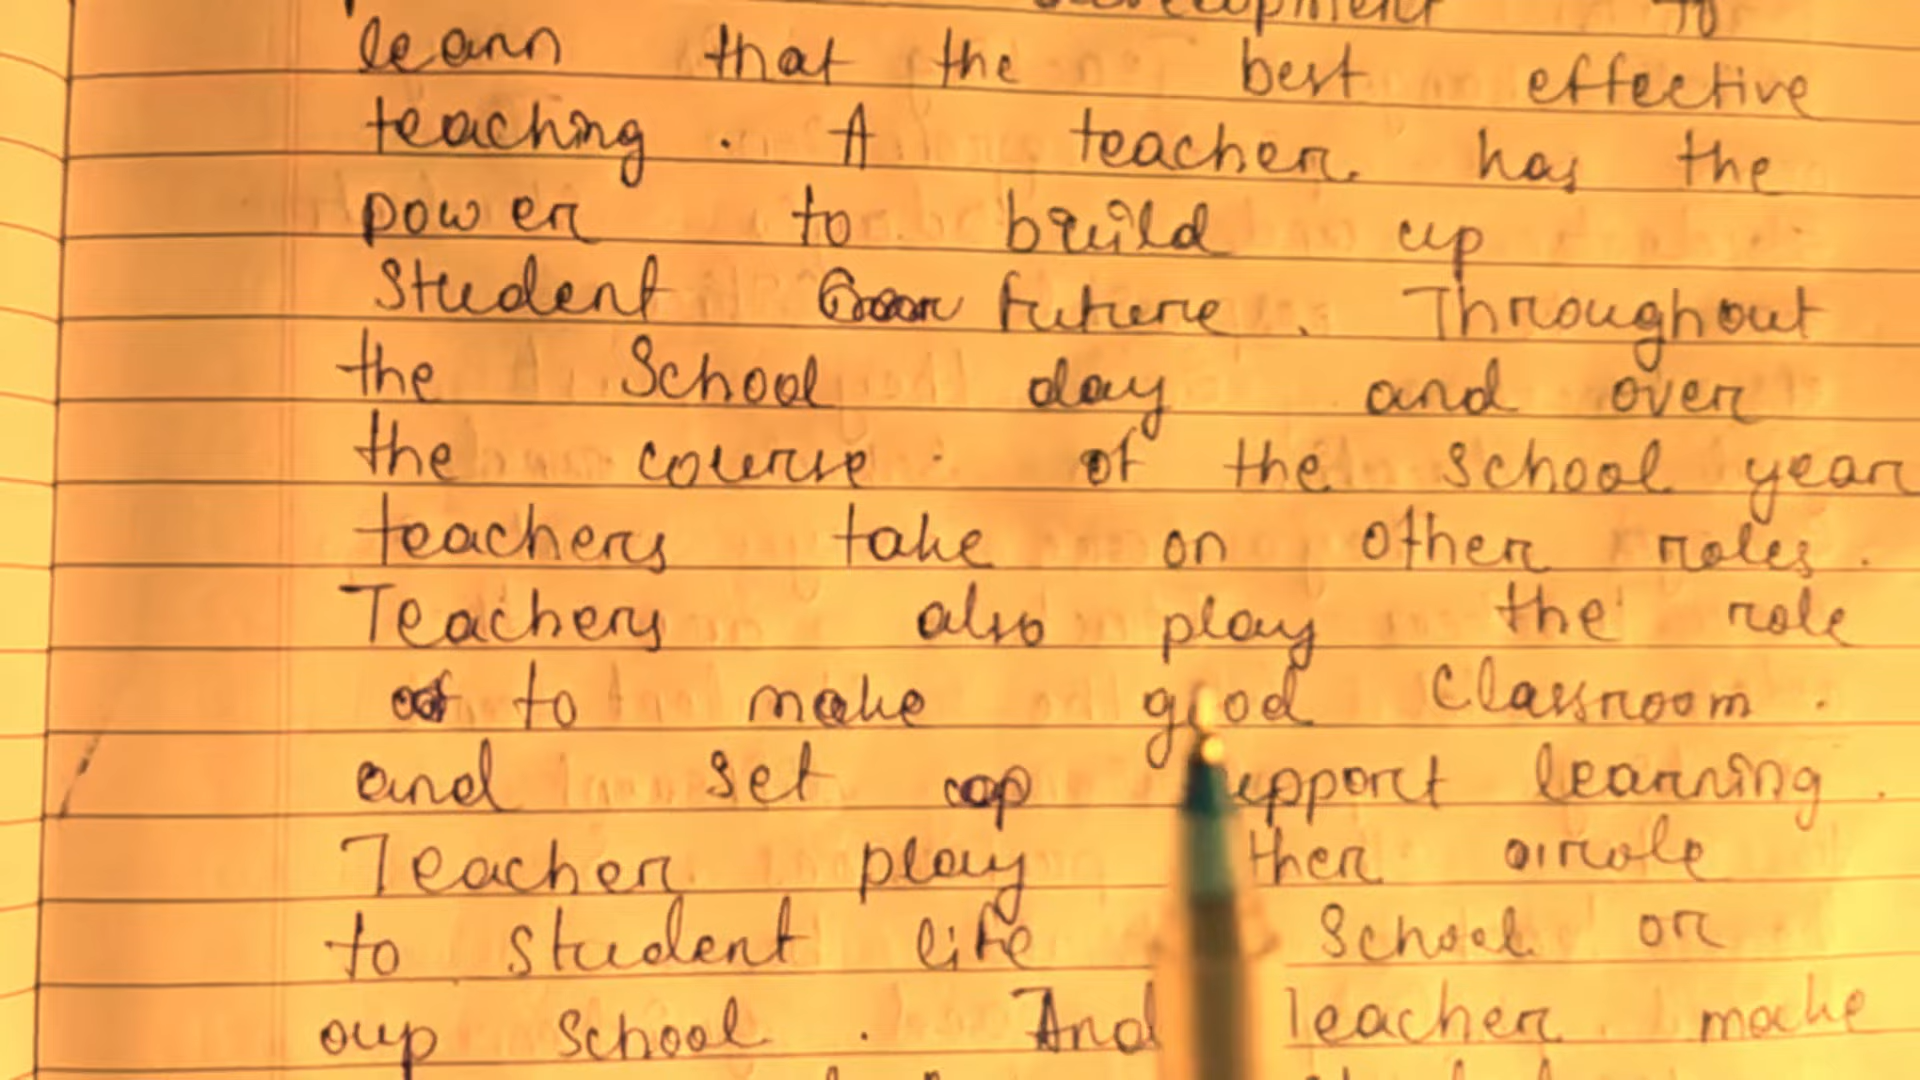 development To
learn that the best effective
teaching . A teacher has the
power to build up
student future . Throughout
the School day and over
the course of the school year
teachers take on other roles .
Teachers also play the role
to make good Classroom .
and set up support learning .
Teacher play
to student life School or
oup school . And Teacher make